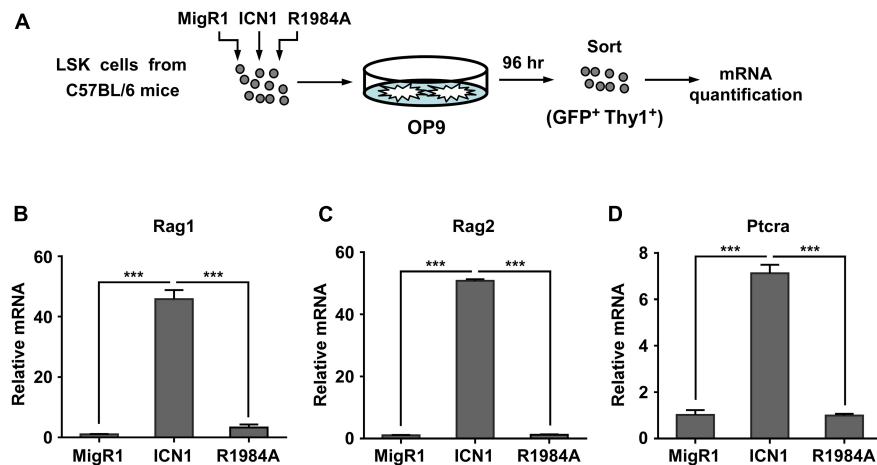 A
MigR1 ICN1 R1984A
LSK cells from
C57BL/6 mice
OP9
96 hr
Sort
(GFP+ Thy1+)
mRNA
quantification
B
Rag1
Relative mRNA
60
40
20
0
***
***
MigR1 ICN1 R1984A
C
Rag2
Relative mRNA
60
40
20
0
***
***
MigR1 ICN1 R1984A
D
Ptcra
Relative mRNA
8
6
4
2
0
***
***
MigR1 ICN1 R1984A